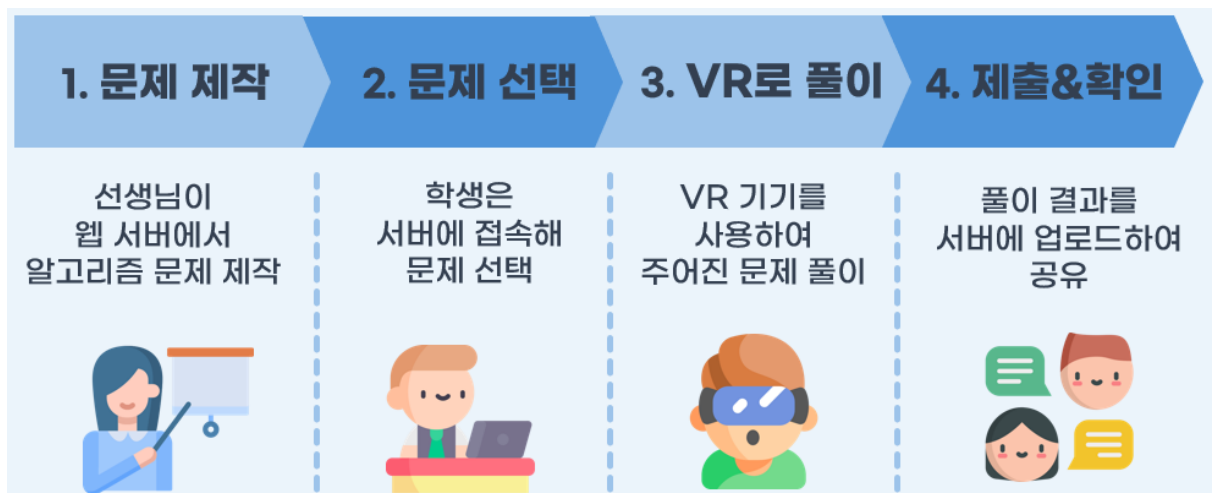 1. 문제 제작
2. 문제 선택
3. VR로 풀이
4. 제출&확인
선생님이
웹 서버에서
알고리즘 문제 제작
학생은
서버에 접속해
문제 선택
VR 기기를
사용하여
주어진 문제 풀이
풀이 결과를
서버에 업로드하여
공유